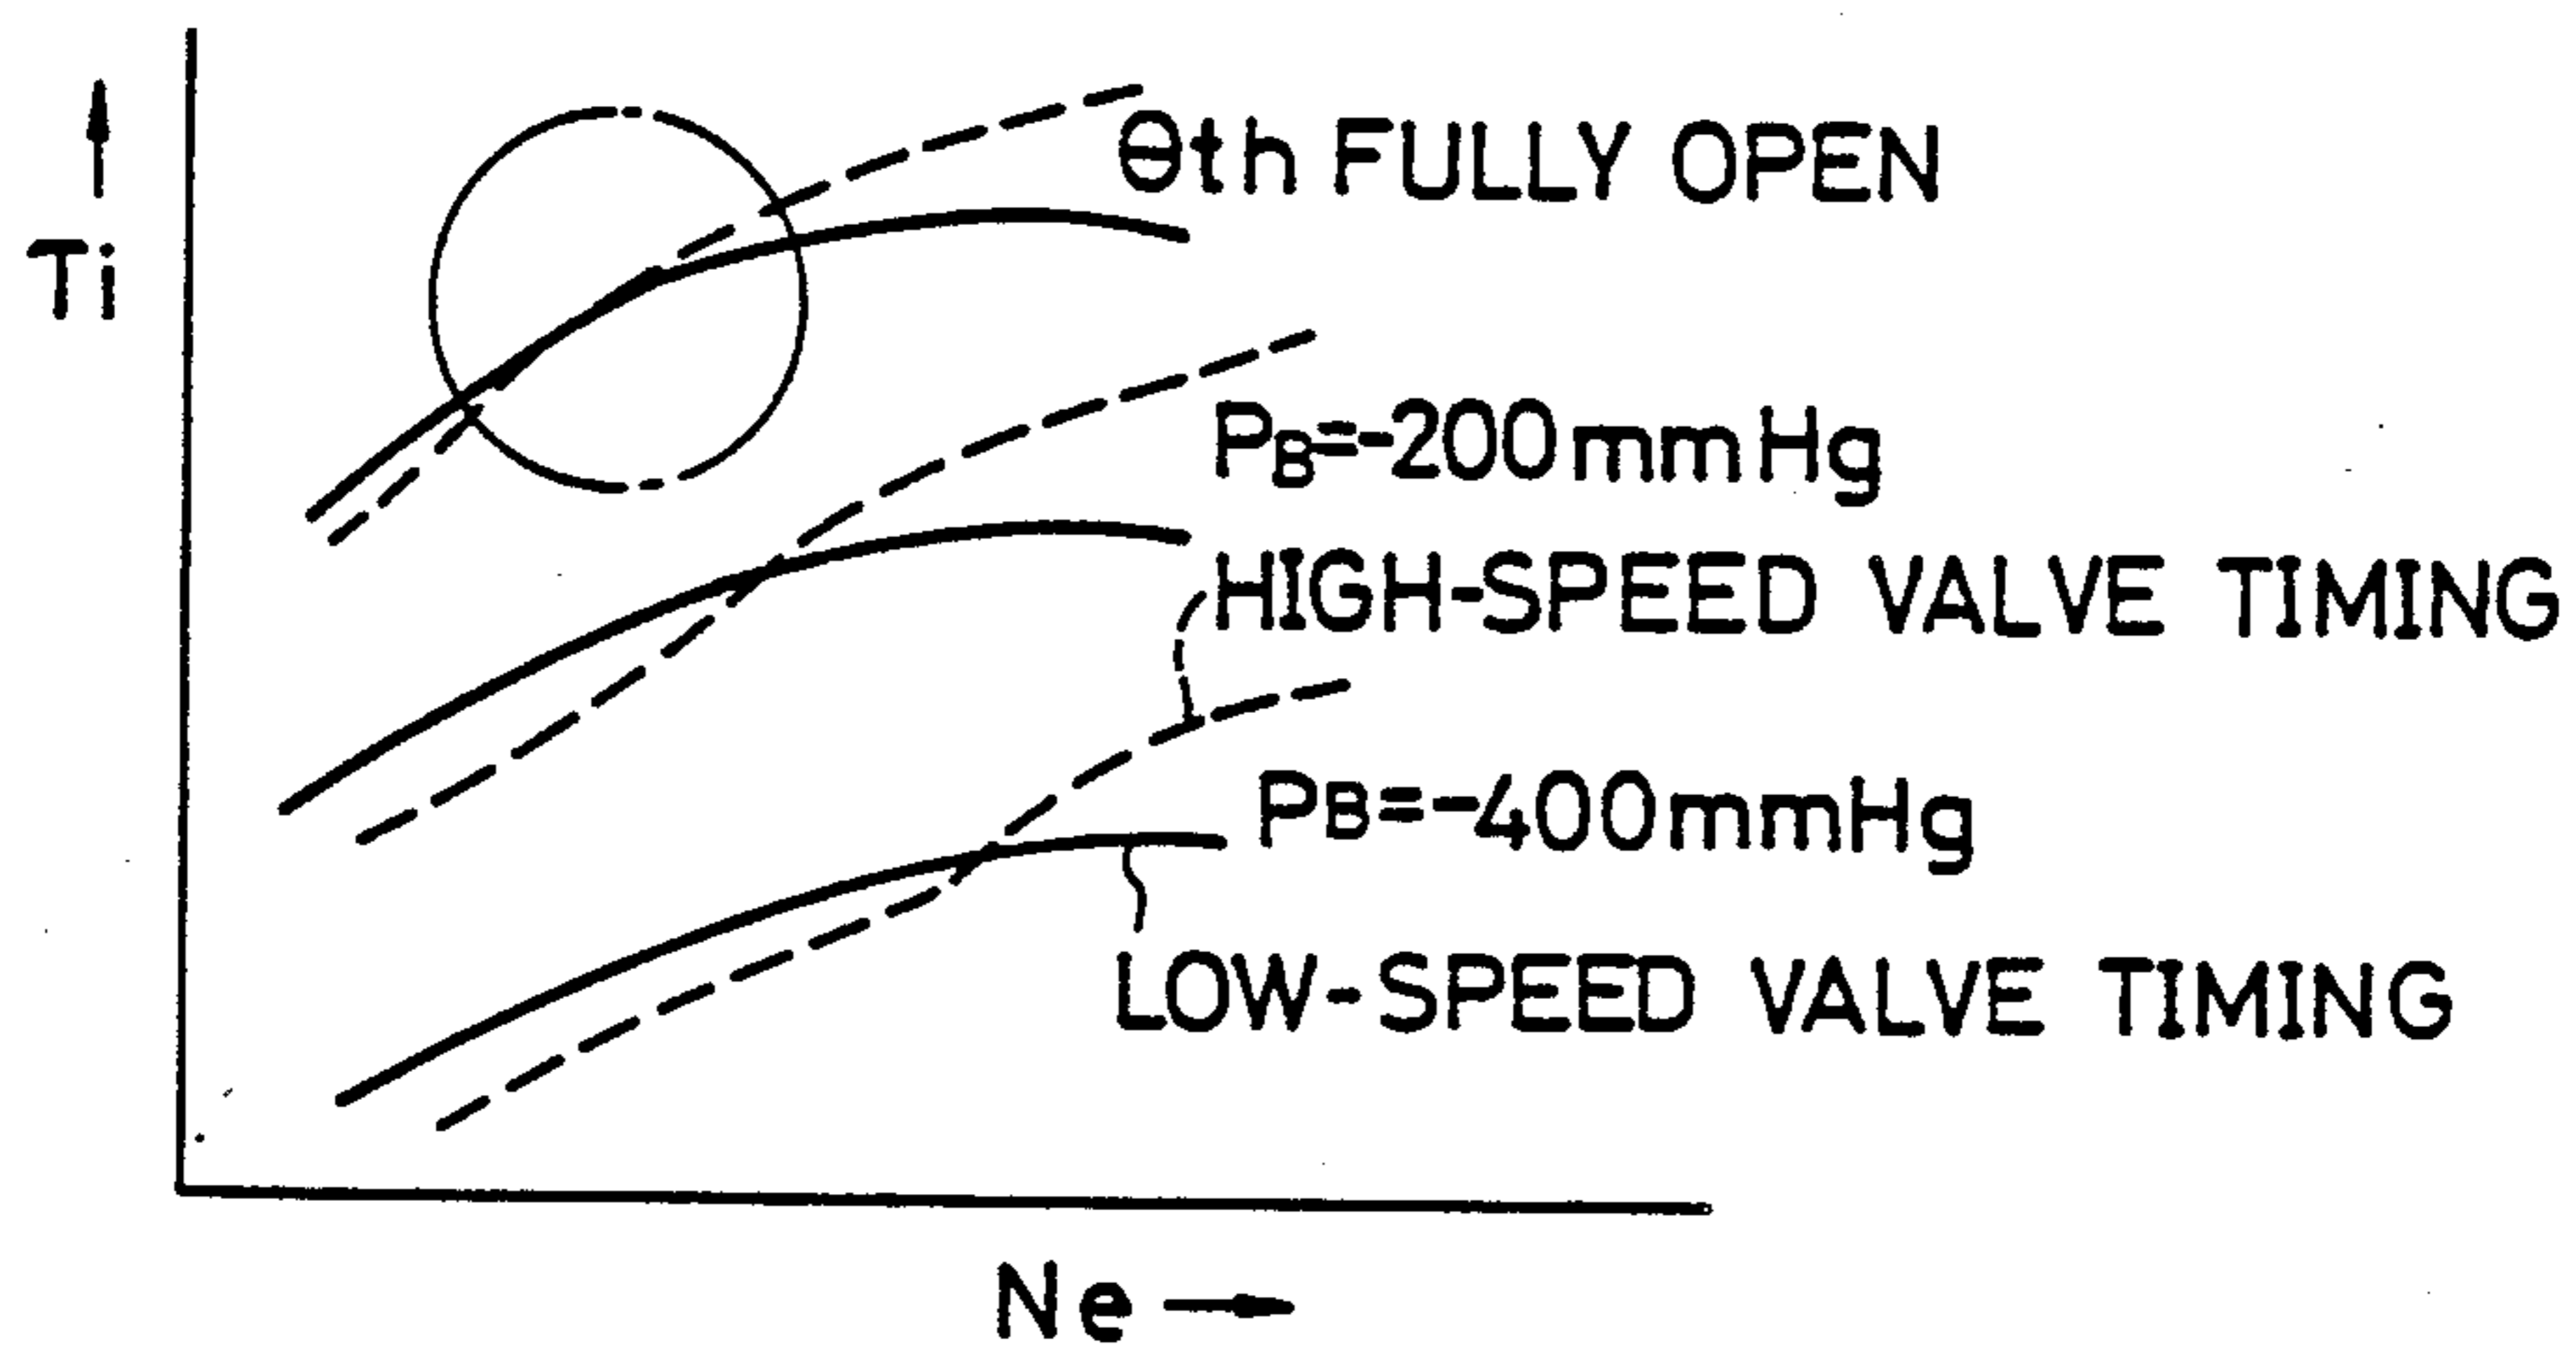 Ti
θth FULLY OPEN
PB=-200mmHg
HIGH-SPEED VALVE TIMING
PB=-400mmHg
LOW-SPEED VALVE TIMING
Ne